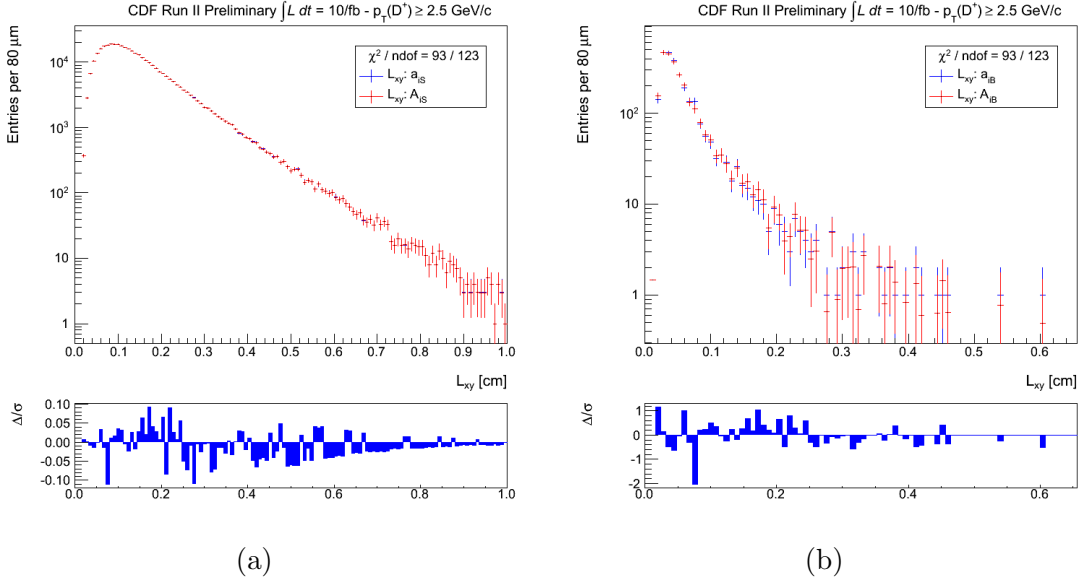 CDF Run II Preliminary ∫L dt = 10/fb - p_T(D⁺) ≥ 2.5 GeV/c
Entries per 80 μm
χ² / ndof = 93 / 123
L_xy: a_iS
L_xy: A_iS
10⁴
10³
10²
10
1
0.0 0.1 0.2 0.3 0.4 0.5 0.6 0.7 0.8 0.9 1.0
L_xy [cm]
Δ/σ
0.10
0.05
0.00
-0.05
-0.10
0.0 0.2 0.4 0.6 0.8 1.0
(a)
CDF Run II Preliminary ∫L dt = 10/fb - p_T(D⁺) ≥ 2.5 GeV/c
Entries per 80 μm
χ² / ndof = 93 / 123
L_xy: a_iB
L_xy: A_iB
10²
10
1
0.0 0.1 0.2 0.3 0.4 0.5 0.6
L_xy [cm]
Δ/σ
1
0
-1
-2
0.0 0.2 0.4 0.6
(b)